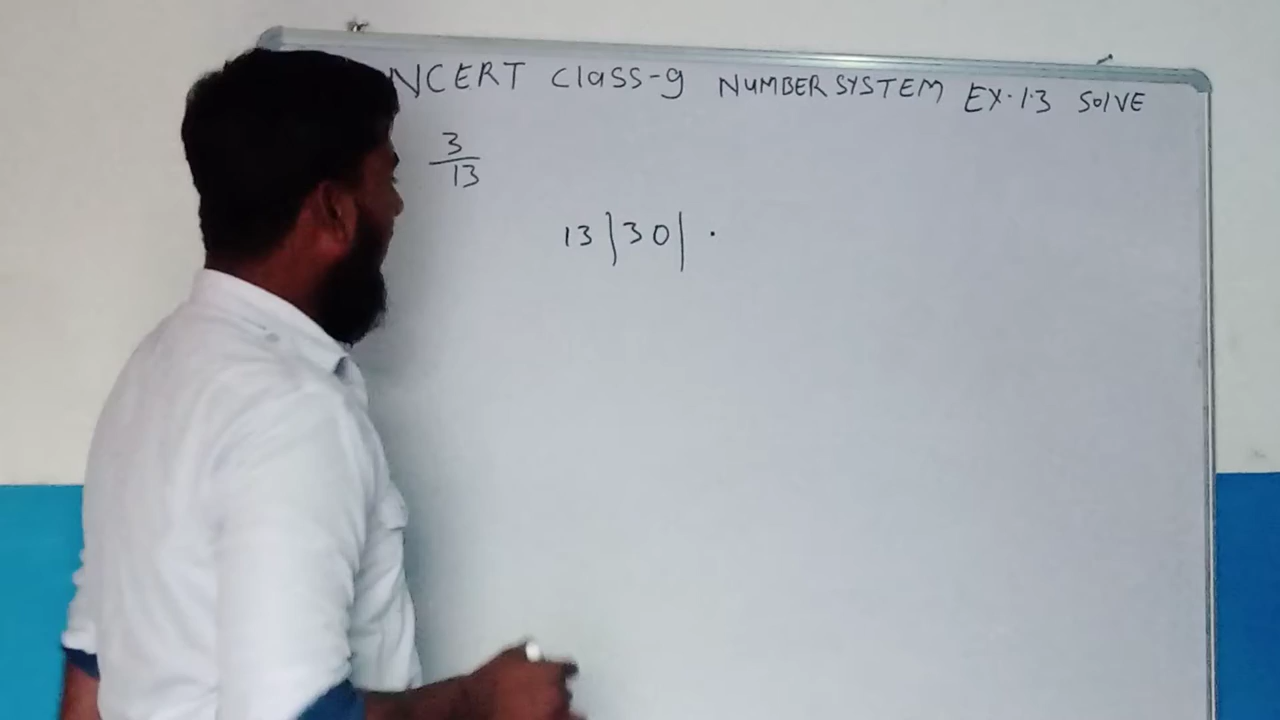 NCERT Class-9 NUMBER SYSTEM EX.1.3 SOLVE
3
13
13)30| .